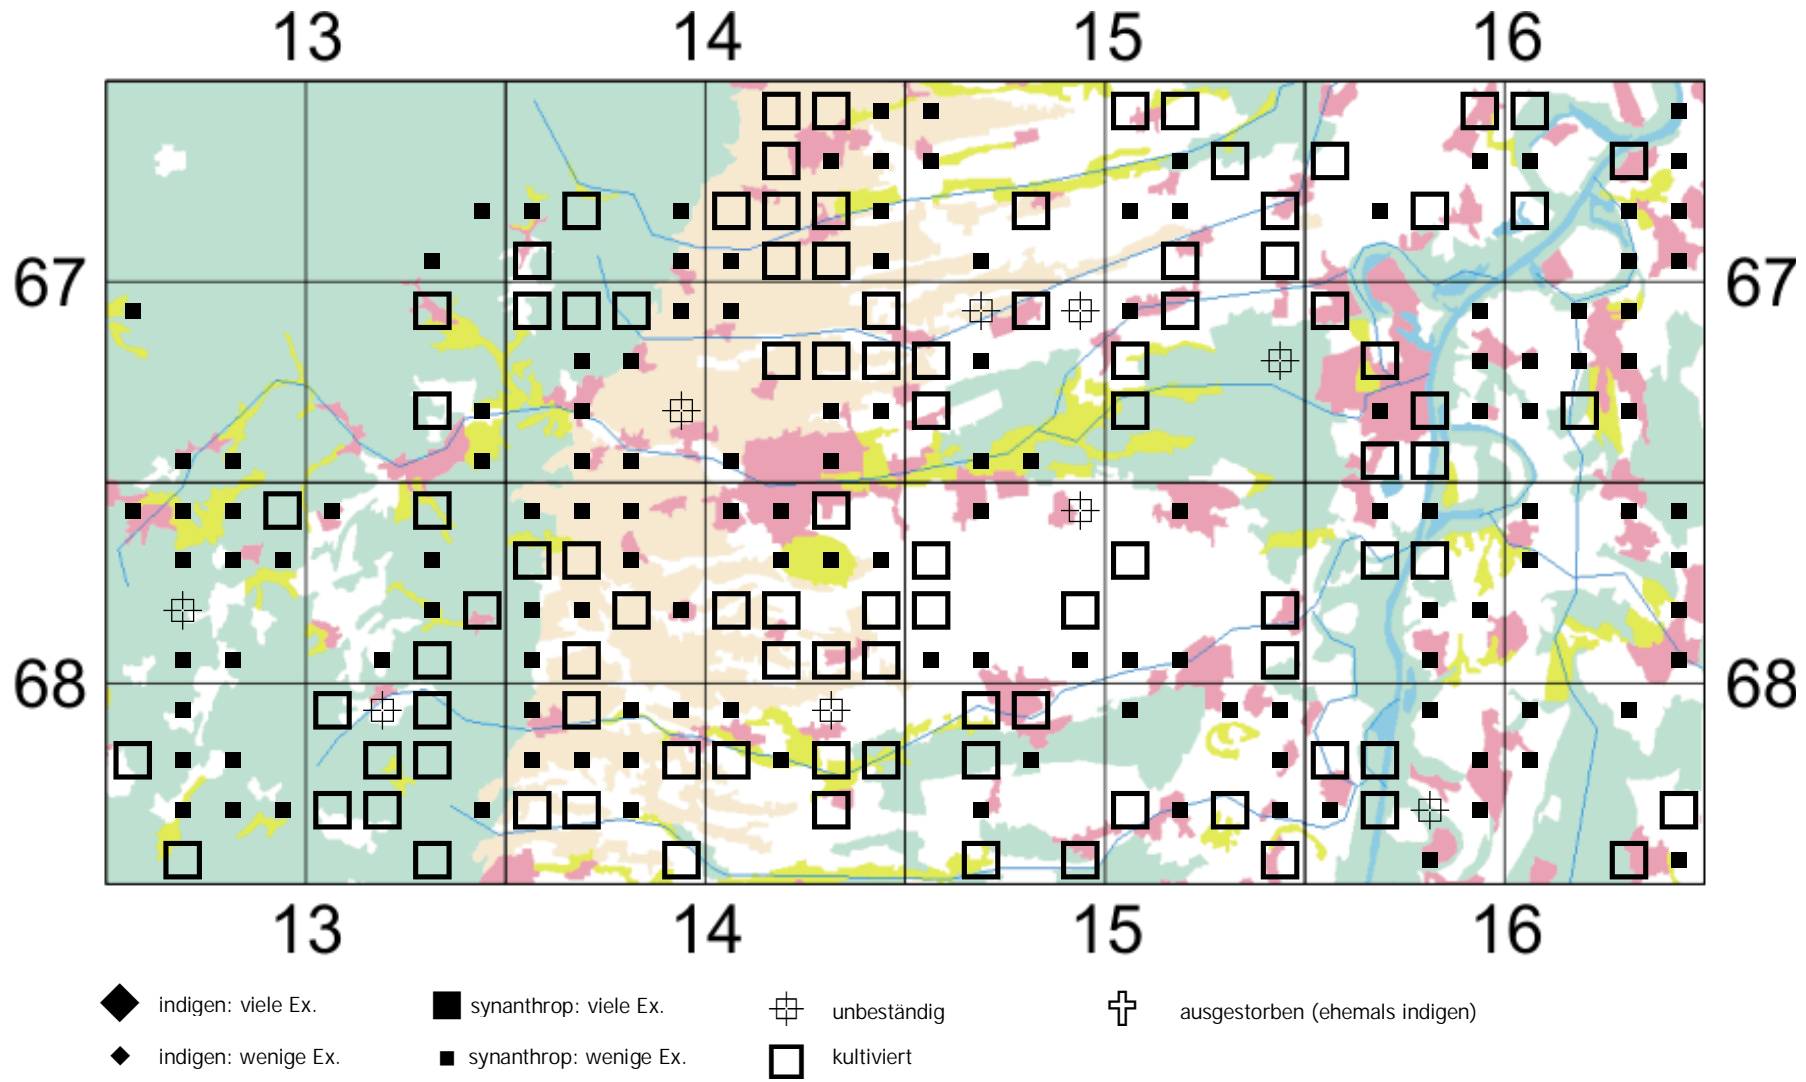 13 14 15 16
67 67
68 68
13 14 15 16
indigen: viele Ex. synanthrop: viele Ex. unbeständig ausgestorben (ehemals indigen)
indigen: wenige Ex. synanthrop: wenige Ex. kultiviert